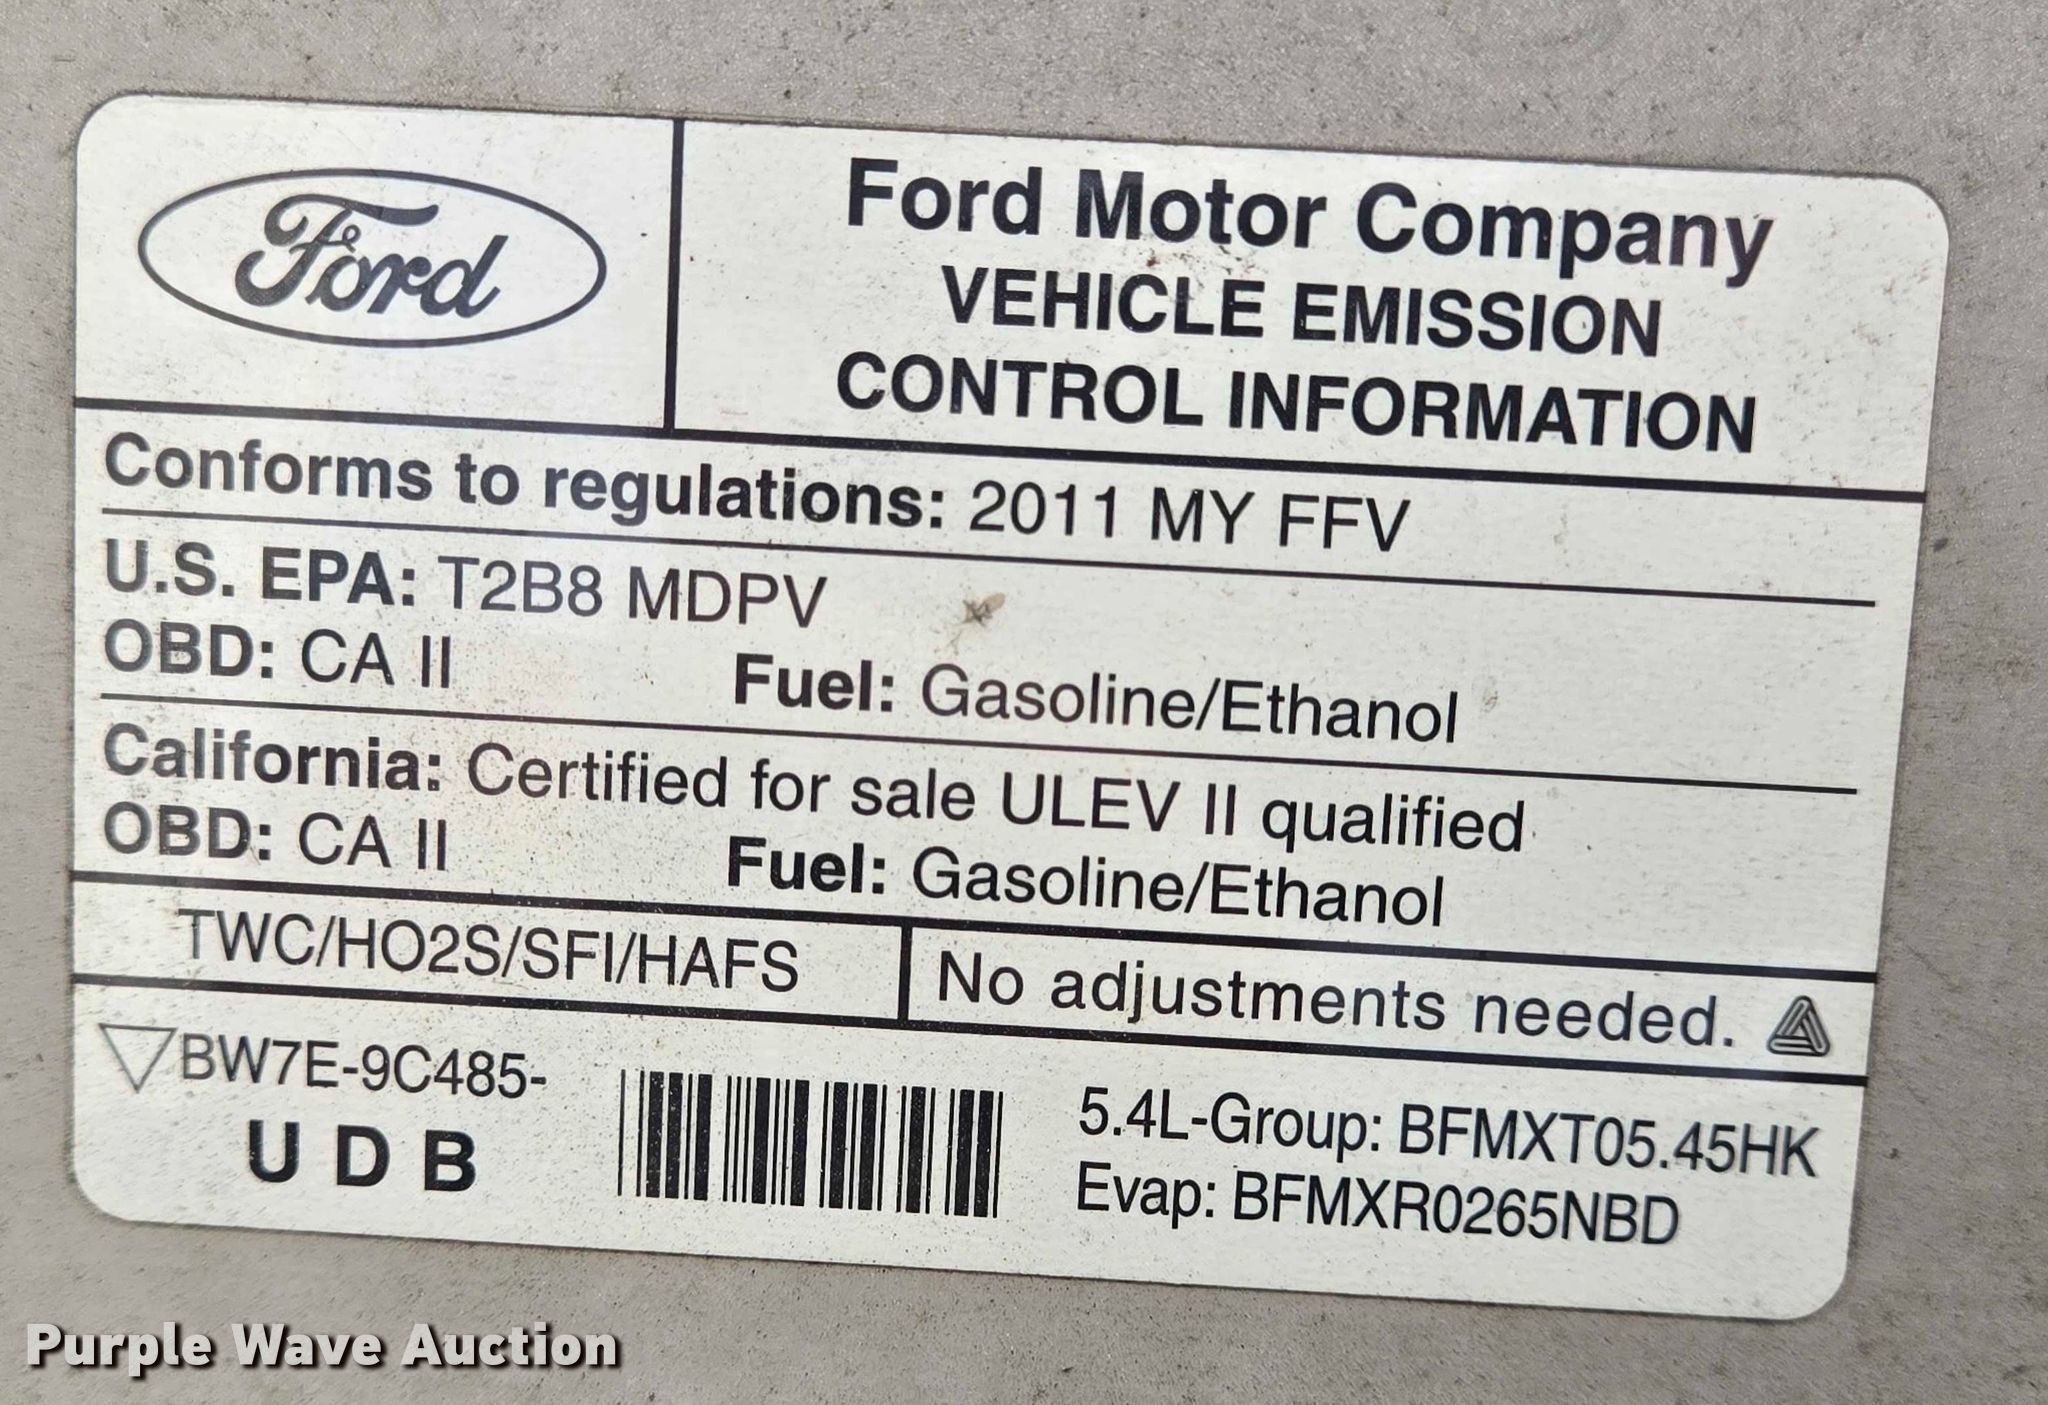 Ford
Ford Motor Company
VEHICLE EMISSION
CONTROL INFORMATION
Conforms to regulations: 2011 MY FFV
U.S. EPA: T2B8 MDPV
OBD: CA II Fuel: Gasoline/Ethanol
California: Certified for sale ULEV II qualified
OBD: CA II Fuel: Gasoline/Ethanol
TWC/HO2S/SFI/HAFS
No adjustments needed.
BW7E-9C485-
U D B
5.4L-Group: BFMXT05.45HK
Evap: BFMXR0265NBD
Purple Wave Auction